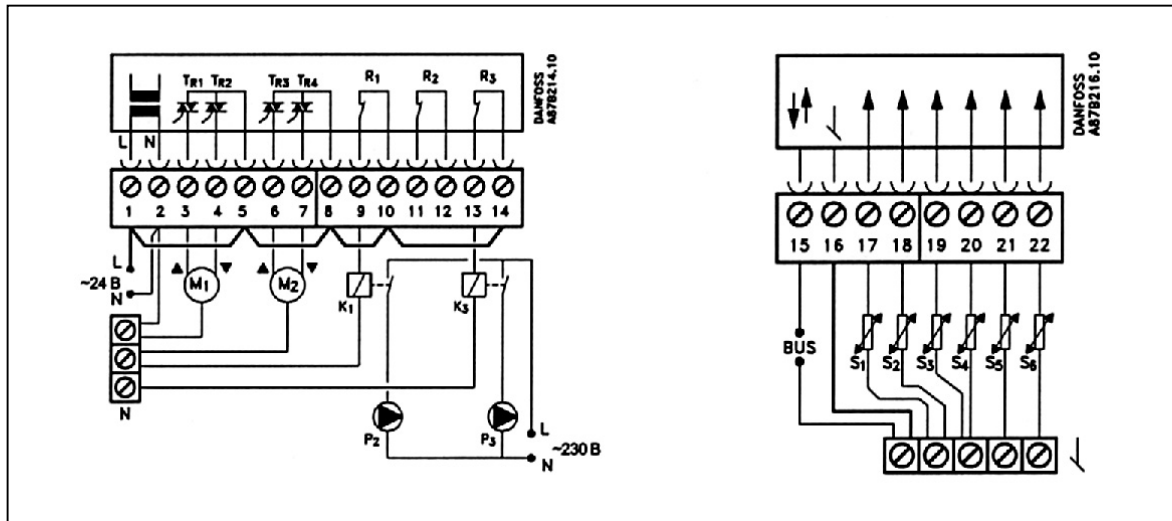 TR1 TR2 TR3 TR4 R1 R2 R3
L N
DANFOSS
A87B214.10
1 2 3 4 5 6 7 8 9 10 11 12 13 14
L
~24 В
N
M1 M2 K1 K3
N
P2 P3
L
~230 В
N
DANFOSS
A87B216.10
15 16 17 18 19 20 21 22
BUS
S1 S2 S3 S4 S5 S6